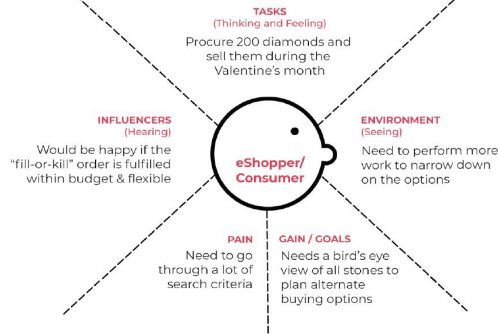 TASKS
(Thinking and Feeling)
Procure 200 diamonds and
sell them during the
Valentine's month
INFLUENCERS
(Hearing)
Would be happy if the
"fill-or-kill" order is fulfilled
within budget & flexible
eShopper/
Consumer
ENVIRONMENT
(Seeing)
Need to perform more
work to narrow down
on the options
PAIN
Need to go
through a lot of
search criteria
GAIN / GOALS
Needs a bird's eye
view of all stones to
plan alternate
buying options